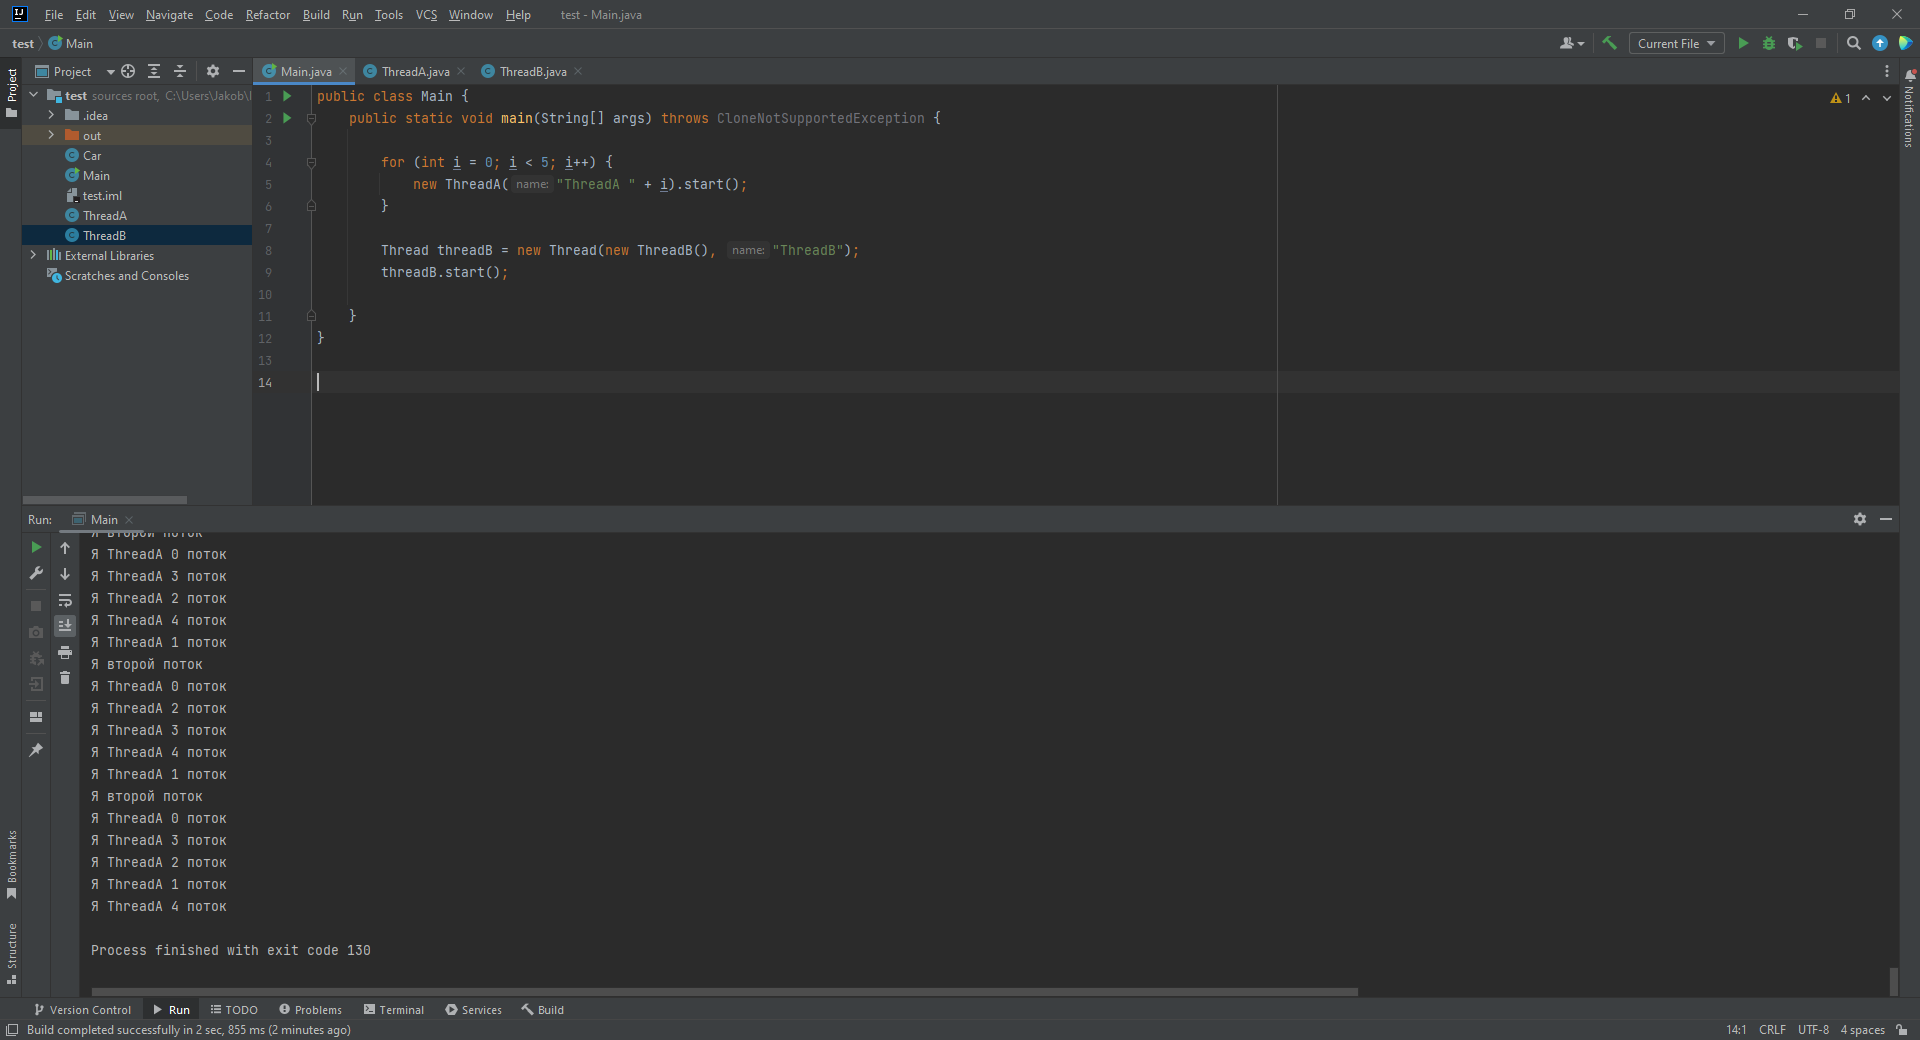 File Edit View Navigate Code Refactor Build Run Tools VCS Window Help test - Main.java
test Main Current File
Project Main.java ThreadA.java ThreadB.java
test sources root, C:\Users\Jakob\I
.idea
out
Car
Main
test.iml
ThreadA
ThreadB
External Libraries
Scratches and Consoles
Project
Bookmarks
Structure
Notifications
1
1 public class Main {
2 public static void main(String[] args) throws CloneNotSupportedException {
3
4 for (int i = 0; i < 5; i++) {
5 new ThreadA( name: "ThreadA " + i).start();
6 }
7
8 Thread threadB = new Thread(new ThreadB(), name: "ThreadB");
9 threadB.start();
10
11 }
12 }
13
14
Run: Main
Я второй поток
Я ThreadA 0 поток
Я ThreadA 3 поток
Я ThreadA 2 поток
Я ThreadA 4 поток
Я ThreadA 1 поток
Я второй поток
Я ThreadA 0 поток
Я ThreadA 2 поток
Я ThreadA 3 поток
Я ThreadA 4 поток
Я ThreadA 1 поток
Я второй поток
Я ThreadA 0 поток
Я ThreadA 3 поток
Я ThreadA 2 поток
Я ThreadA 1 поток
Я ThreadA 4 поток
Process finished with exit code 130
Version Control Run TODO Problems Terminal Services Build
Build completed successfully in 2 sec, 855 ms (2 minutes ago) 14:1 CRLF UTF-8 4 spaces